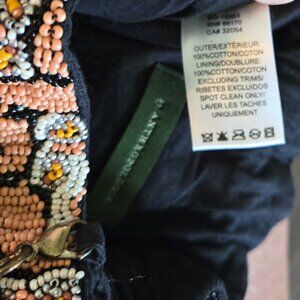 RN# 66170
CA# 32054
OUTER/EXTÉRIEUR:
100%COTTON/COTON
LINING/DOUBLURE:
100%COTTON/COTON
EXCLUDING TRIMS/
RIBETES EXCLUIDOS
SPOT CLEAN ONLY/
LAVER LES TACHES
UNIQUEMENT
ANTHROPOLOGIE